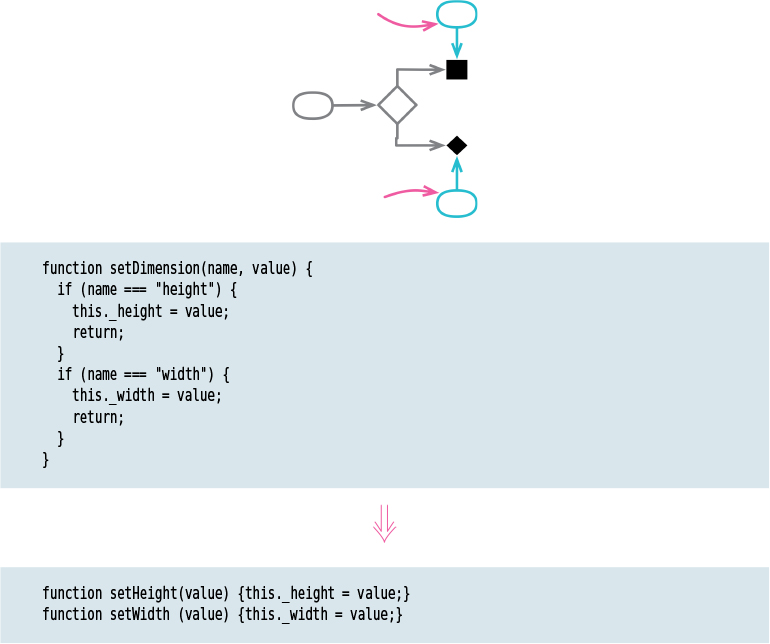 function setDimension(name, value) {
  if (name === "height") {
    this._height = value;
    return;
  }
  if (name === "width") {
    this._width = value;
    return;
  }
}
function setHeight(value) {this._height = value;}
function setWidth (value) {this._width = value;}